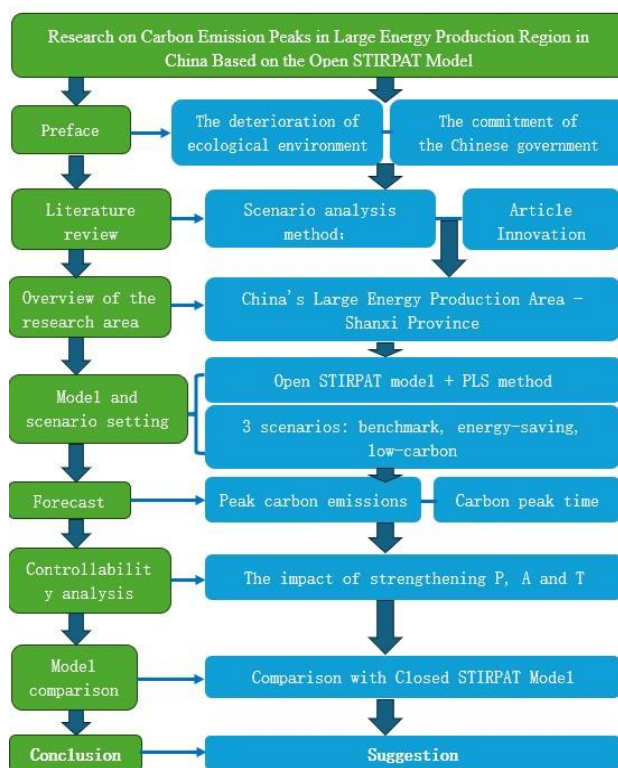 Research on Carbon Emission Peaks in Large Energy Production Region in
China Based on the Open STIRPAT Model
Preface
The deterioration of
ecological environment
The commitment of
the Chinese government
Literature
review
Scenario analysis
method:
Article
Innovation
Overview of the
research area
China's Large Energy Production Area —
Shanxi Province
Model and
scenario setting
Open STIRPAT model + PLS method
3 scenarios: benchmark, energy-saving,
low-carbon
Forecast
Peak carbon emissions
Carbon peak time
Controllabilit
y analysis
The impact of strengthening P, A and T
Model
comparison
Comparison with Closed STIRPAT Model
Conclusion
Suggestion